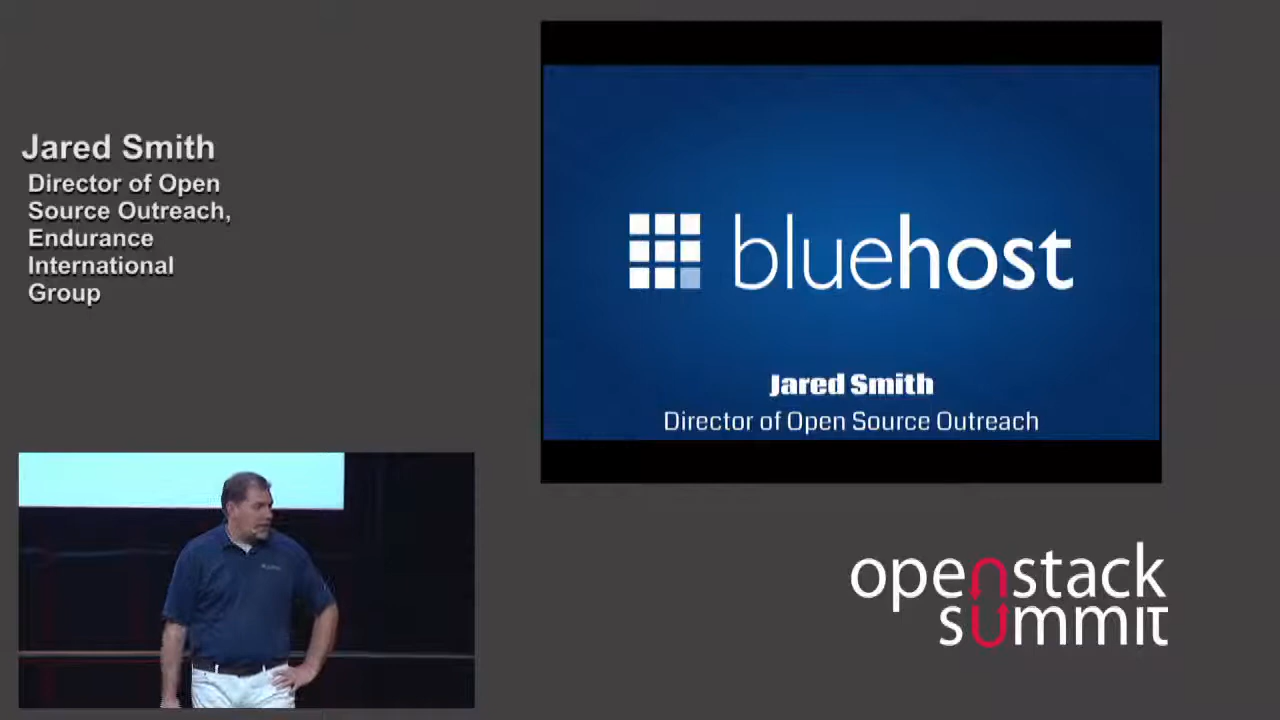 Jared Smith
Director of Open
Source Outreach,
Endurance
International
Group
bluehost
Jared Smith
Director of Open Source Outreach
openstack
summit